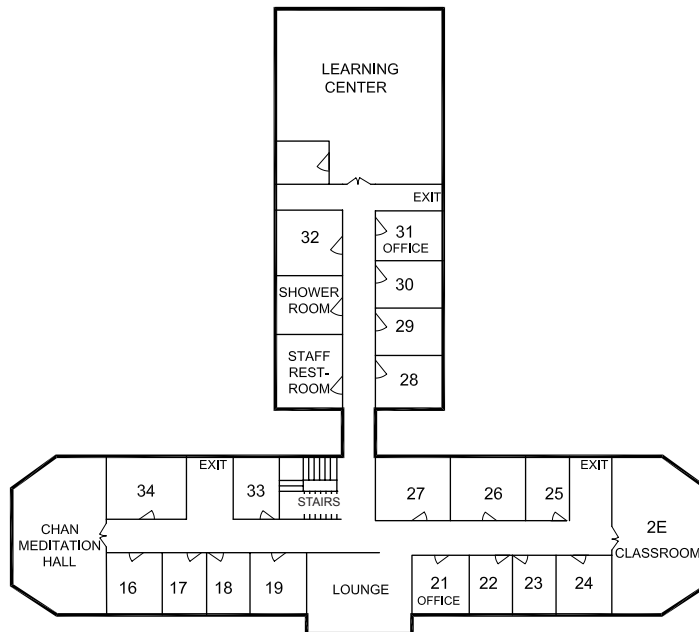 LEARNING
CENTER
EXIT
32
31
OFFICE
SHOWER
ROOM
30
29
STAFF
REST-
ROOM
28
34
EXIT
33
STAIRS
27
26
25
EXIT
CHAN
MEDITATION
HALL
2E
CLASSROOM
16
17
18
19
LOUNGE
21
OFFICE
22
23
24